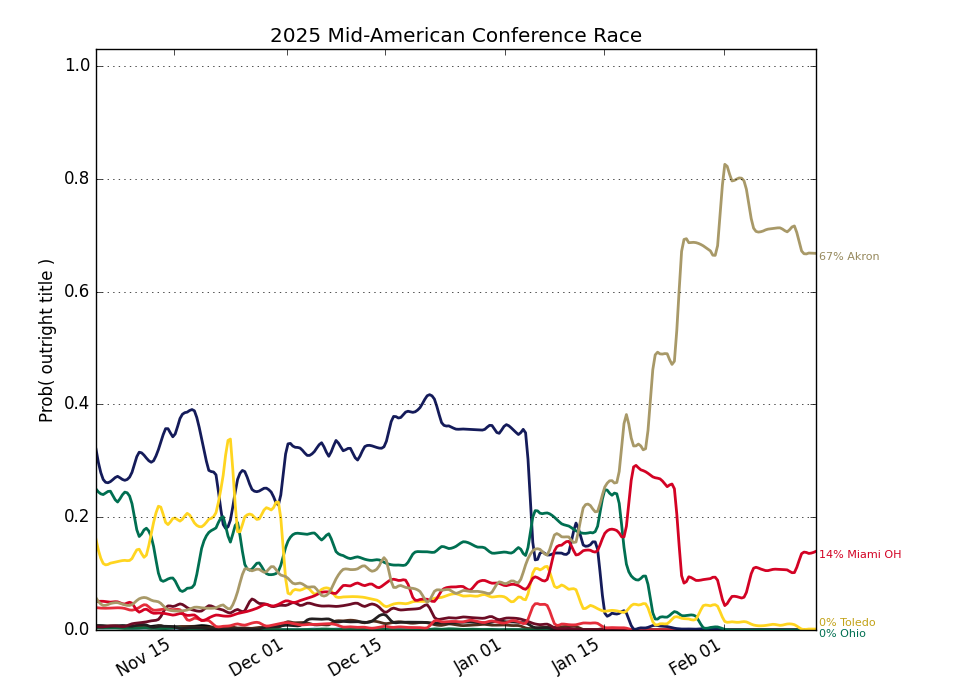 2025 Mid-American Conference Race
Prob( outright title )
1.0
0.8
0.6
0.4
0.2
0.0
67% Akron
14% Miami OH
0% Toledo
0% Ohio
Nov 15
Dec 01
Dec 15
Jan 01
Jan 15
Feb 01